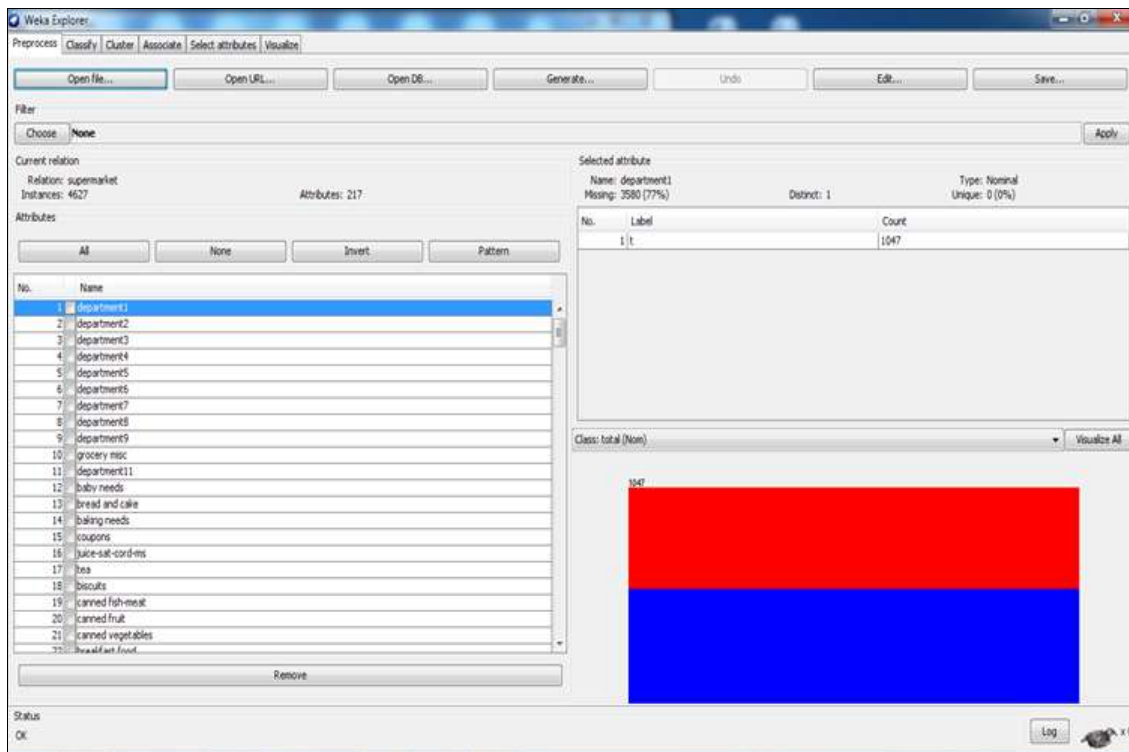 Weka Explorer
Preprocess Classify Cluster Associate Select attributes Visualize
Open file... Open URL... Open DB... Generate... Undo Edit... Save...
Filter
Choose None Apply
Current relation
Relation: supermarket
Instances: 4627 Attributes: 217
Attributes
All None Invert Pattern
No. Name
1 department1
2 department2
3 department3
4 department4
5 department5
6 department6
7 department7
8 department8
9 department9
10 grocery misc
11 department11
12 baby needs
13 bread and cake
14 baking needs
15 coupons
16 juice-sat-cord-ms
17 tea
18 biscuits
19 canned fish-meat
20 canned fruit
21 canned vegetables
22 breakfast food
Remove
Selected attribute
Name: department1 Type: Nominal
Missing: 3580 (77%) Distinct: 1 Unique: 0 (0%)
No. Label Count
1 t 1047
Class: total (Nom) Visualize All
1047
Status
OK
Log